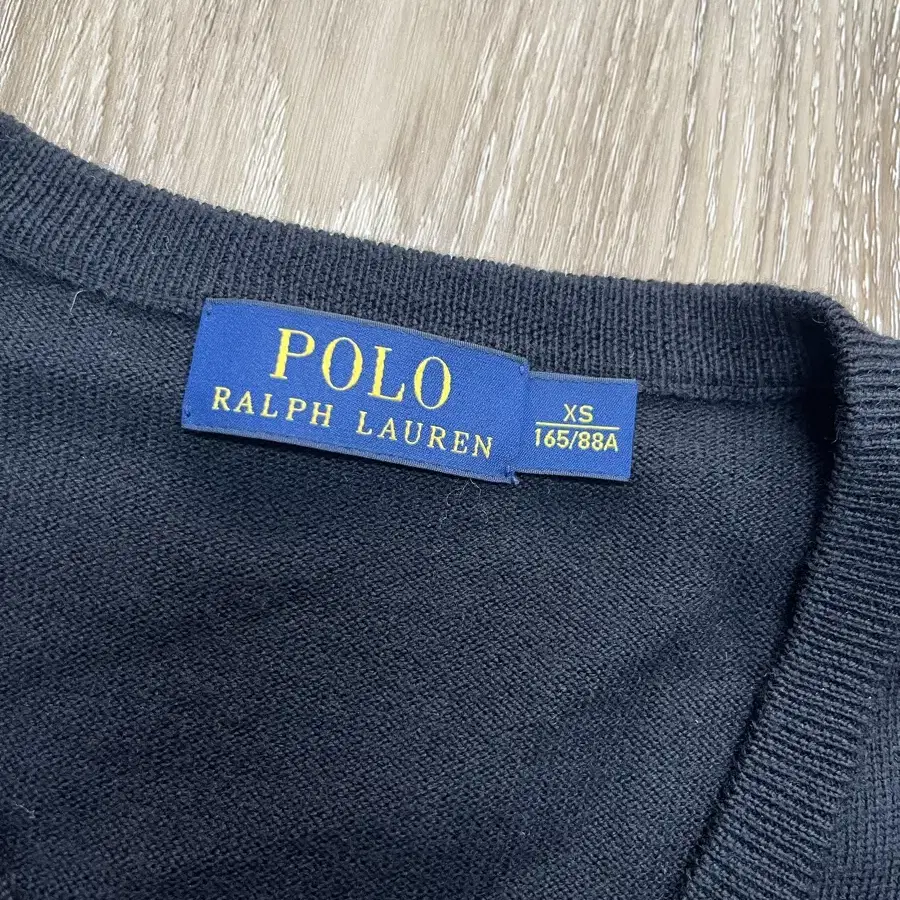 POLO
RALPH LAUREN
XS
165/88A